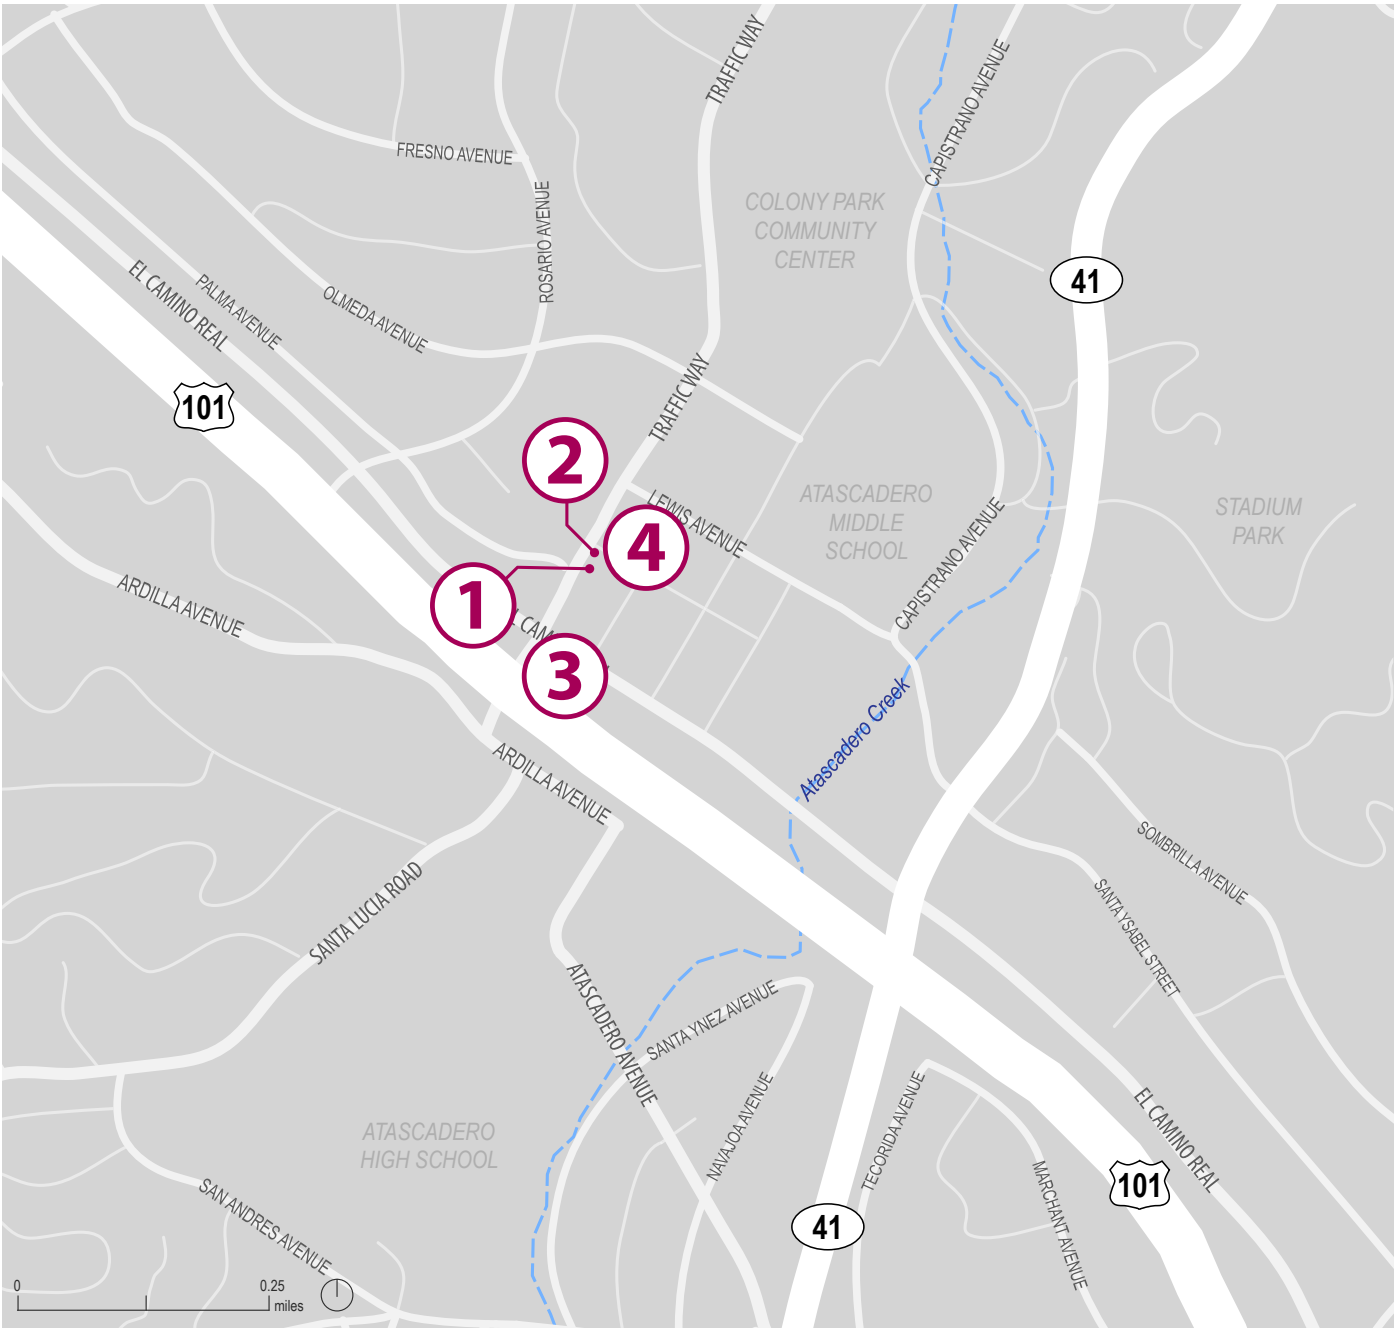 TRAFFIC WAY
CAPISTRANO AVENUE
FRESNO AVENUE
ROSARIO AVENUE
COLONY PARK
COMMUNITY
CENTER
EL CAMINO REAL
PALMA AVENUE
OLMEDA AVENUE
41
101
TRAFFIC WAY
2
LEWIS AVENUE
ATASCADERO
MIDDLE
SCHOOL
STADIUM
PARK
4
CAPISTRANO AVENUE
ARDILLA AVENUE
1
3
Atascadero Creek
ARDILLA AVENUE
SANTA LUCIA ROAD
SOMBRILLA AVENUE
SANTA YSABEL STREET
ATASCADERO AVENUE
SANTA YNEZ AVENUE
NAVAJOA AVENUE
TECORIDA AVENUE
EL CAMINO REAL
ATASCADERO
HIGH SCHOOL
MARCHANT AVENUE
101
SAN ANDRES AVENUE
41
0
0.25
miles